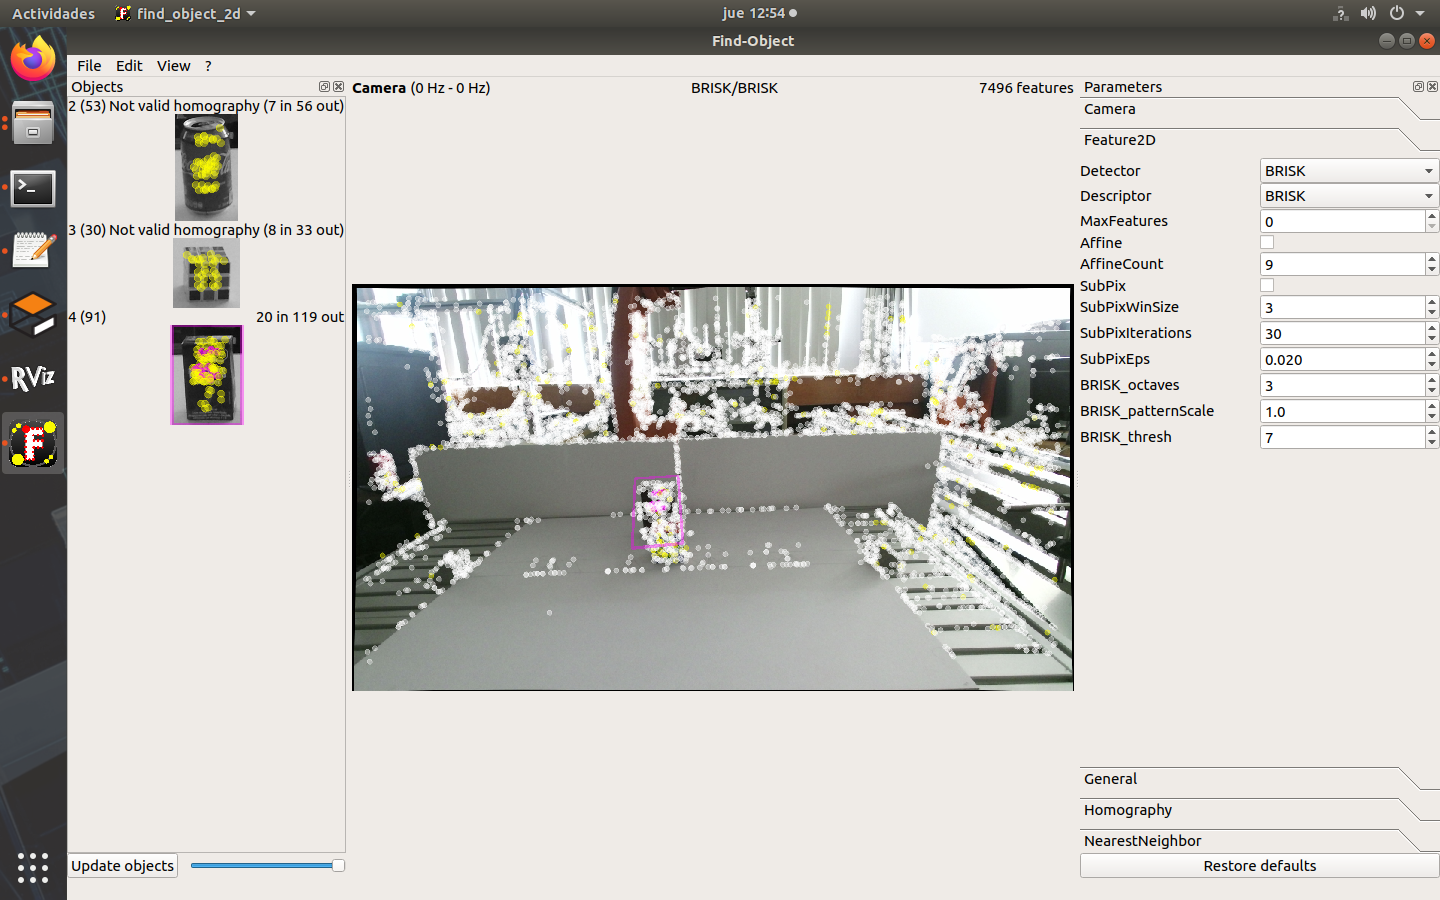 Actividades
find_object_2d
jue 12:54
Find-Object
File Edit View ?
Objects
2 (53) Not valid homography (7 in 56 out)
3 (30) Not valid homography (8 in 33 out)
4 (91) 20 in 119 out
Update objects
RViz
F
Camera (0 Hz - 0 Hz) BRISK/BRISK 7496 features
Parameters
Camera
Feature2D
Detector BRISK
Descriptor BRISK
MaxFeatures 0
Affine
AffineCount 9
SubPix
SubPixWinSize 3
SubPixIterations 30
SubPixEps 0.020
BRISK_octaves 3
BRISK_patternScale 1.0
BRISK_thresh 7
General
Homography
NearestNeighbor
Restore defaults